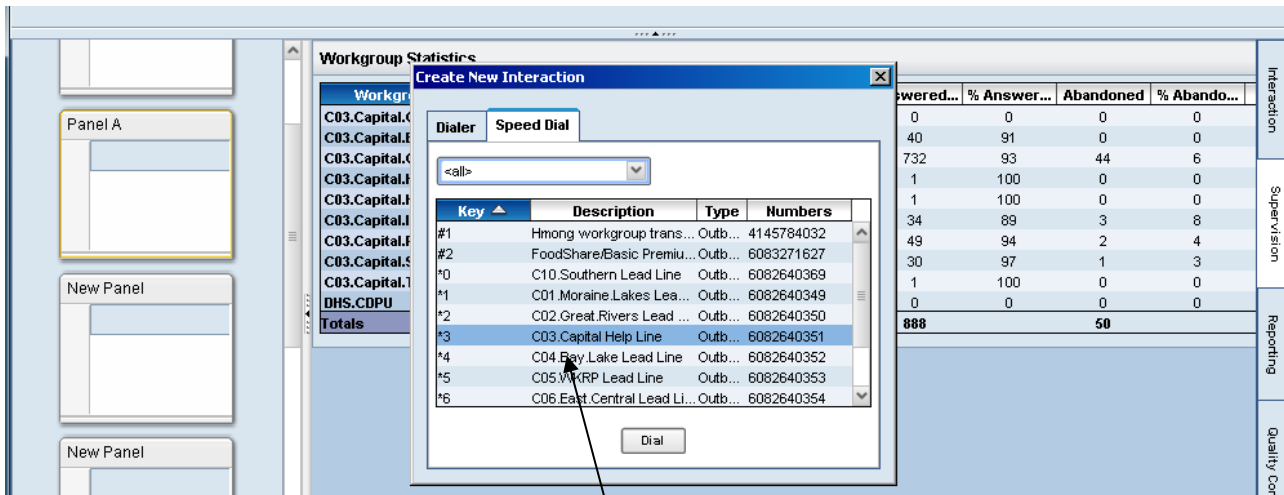 Workgroup Statistics
Create New Interaction
Dialer Speed Dial
<all>
Key Description Type Numbers
#1 Hmong workgroup trans... Outb... 4145784032
#2 FoodShare/Basic Premiu... Outb... 6083271627
*0 C10.Southern Lead Line Outb... 6082640369
*1 C01.Moraine.Lakes Lea... Outb... 6082640349
*2 C02.Great.Rivers Lead ... Outb... 6082640350
*3 C03.Capital Help Line Outb... 6082640351
*4 C04.Bay.Lake Lead Line Outb... 6082640352
*5 C05.WKRP Lead Line Outb... 6082640353
*6 C06.East.Central Lead Li... Outb... 6082640354
Dial
Panel A
New Panel
New Panel
Workgr swered... % Answer... Abandoned % Abando...
C03.Capital. 0 0 0 0
C03.Capital. 40 91 0 0
C03.Capital. 732 93 44 6
C03.Capital. 1 100 0 0
C03.Capital. 1 100 0 0
C03.Capital. 34 89 3 8
C03.Capital. 49 94 2 4
C03.Capital. 30 97 1 3
C03.Capital. 1 100 0 0
DHS.CDPU 0 0 0 0
Totals 888 50
Interaction
Supervision
Reporting
Quality Con